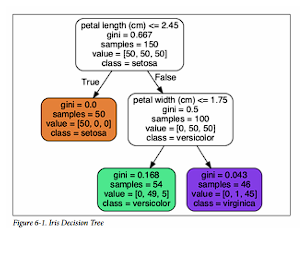 petal length (cm) <= 2.45
gini = 0.667
samples = 150
value = [50, 50, 50]
class = setosa
True
False
gini = 0.0
samples = 50
value = [50, 0, 0]
class = setosa
petal width (cm) <= 1.75
gini = 0.5
samples = 100
value = [0, 50, 50]
class = versicolor
gini = 0.168
samples = 54
value = [0, 49, 5]
class = versicolor
gini = 0.043
samples = 46
value = [0, 1, 45]
class = virginica
Figure 6-1. Iris Decision Tree